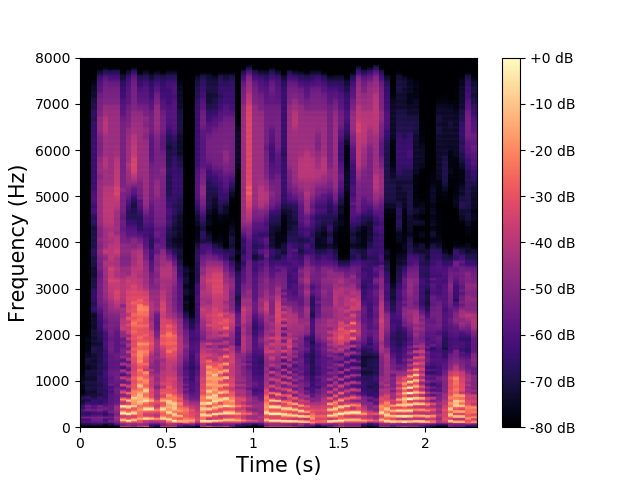 8000
7000
6000
5000
4000
3000
2000
1000
0
Frequency (Hz)
0
0.5
1
1.5
2
Time (s)
+0 dB
-10 dB
-20 dB
-30 dB
-40 dB
-50 dB
-60 dB
-70 dB
-80 dB